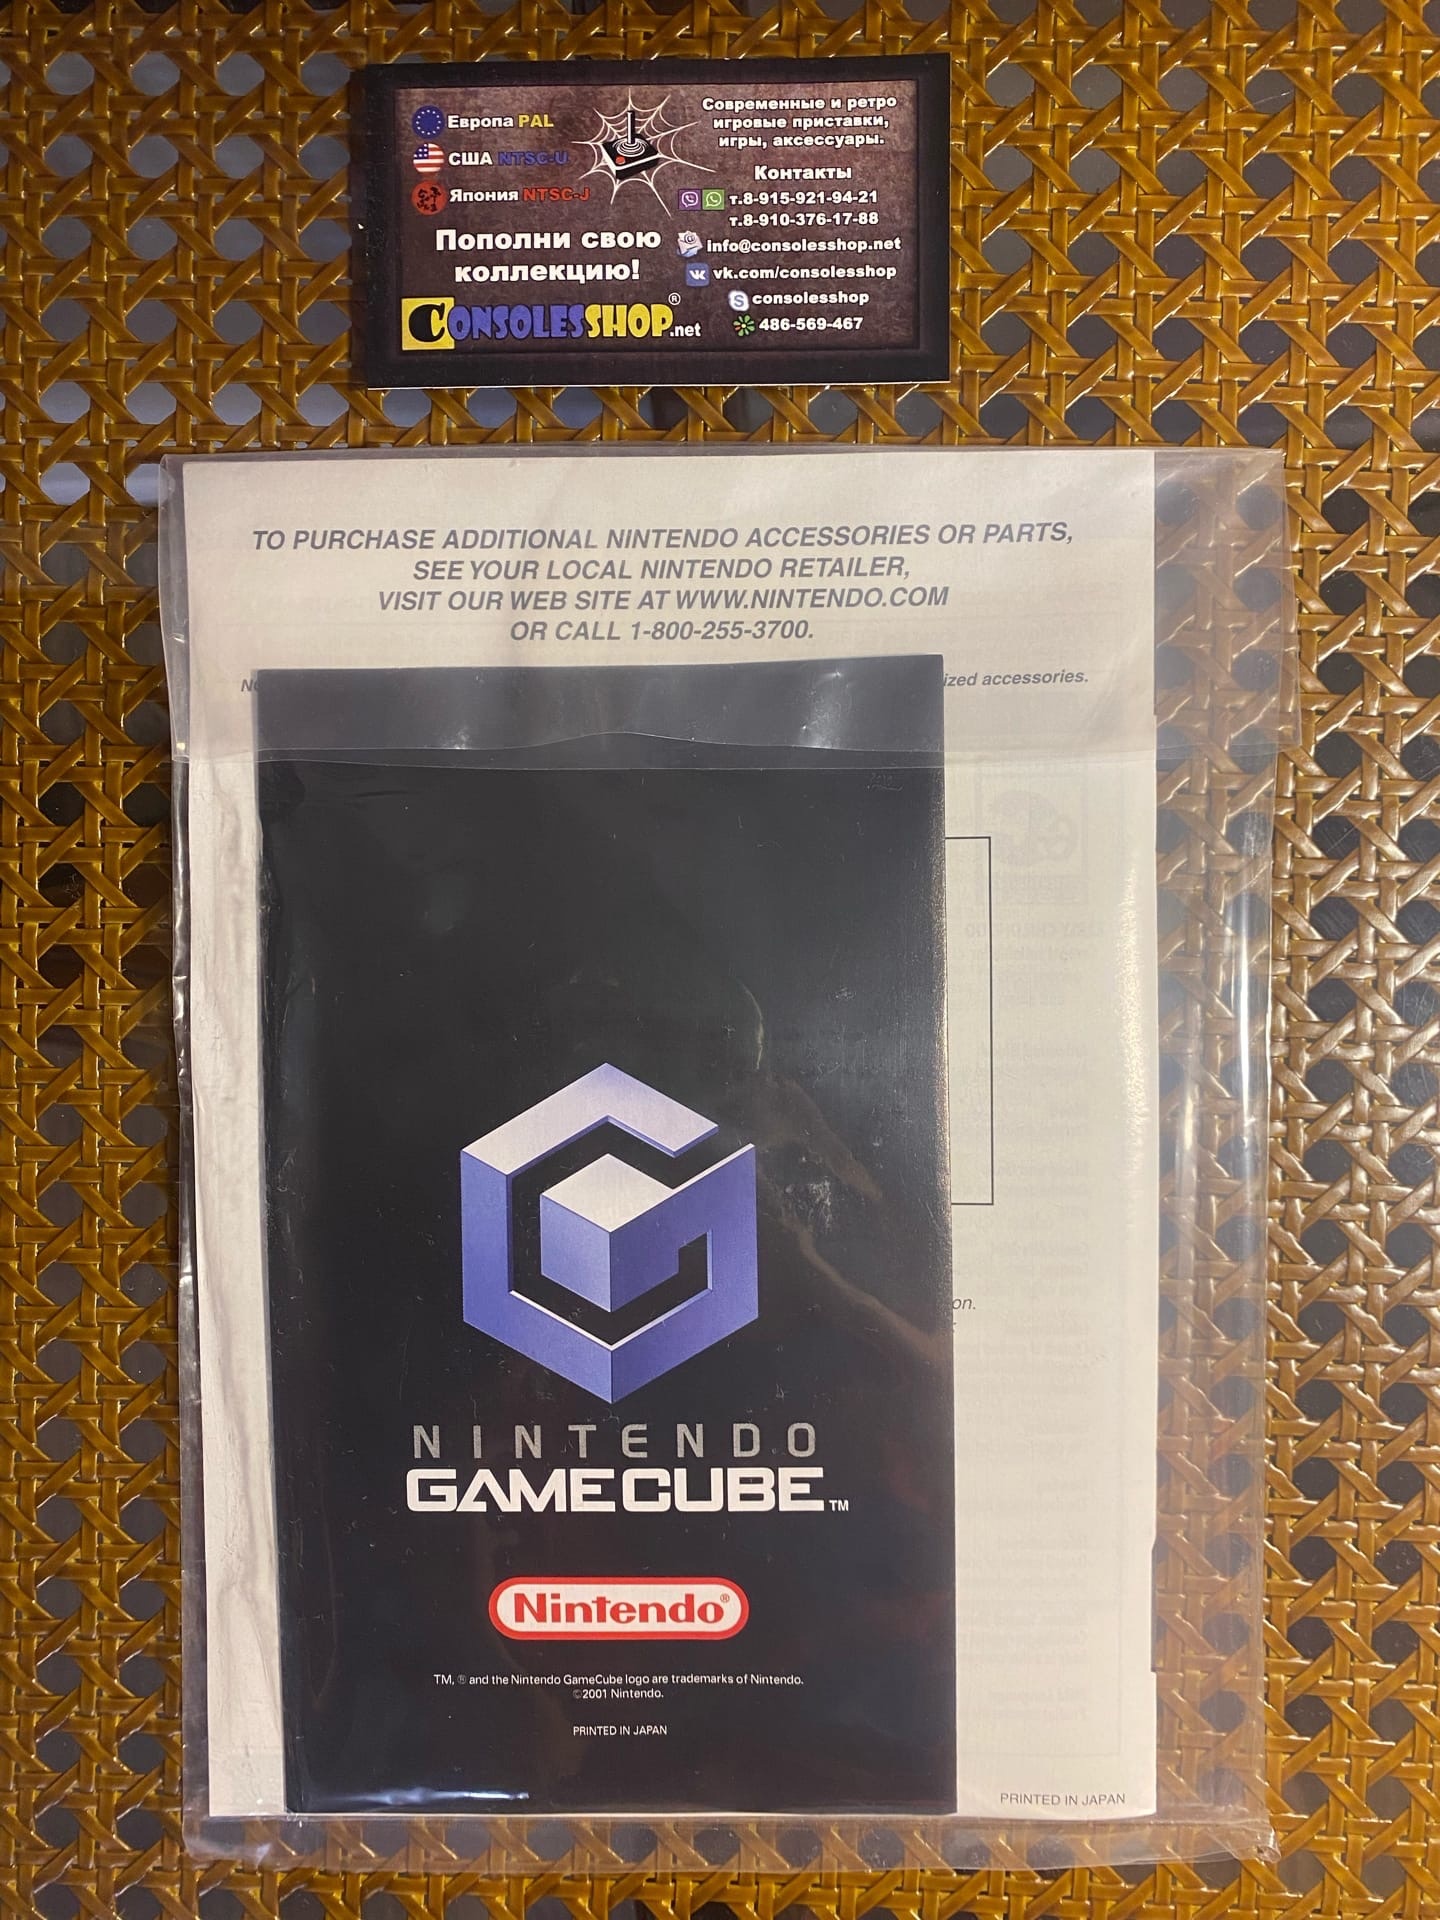 Европа PAL
США NTSC-U
Япония NTSC-J
Пополни свою
коллекцию!
CONSOLESSHOP.net
®
Современные и ретро
игровые приставки,
игры, аксессуары.
Контакты
т.8-915-921-94-21
т.8-910-376-17-88
info@consolesshop.net
vk.com/consolesshop
consolesshop
486-569-467
TO PURCHASE ADDITIONAL NINTENDO ACCESSORIES OR PARTS,
SEE YOUR LOCAL NINTENDO RETAILER,
VISIT OUR WEB SITE AT WWW.NINTENDO.COM
OR CALL 1-800-255-3700.
accessories.
NINTENDO
GAMECUBE™
Nintendo®
TM, ® and the Nintendo GameCube logo are trademarks of Nintendo.
©2001 Nintendo.
PRINTED IN JAPAN
PRINTED IN JAPAN